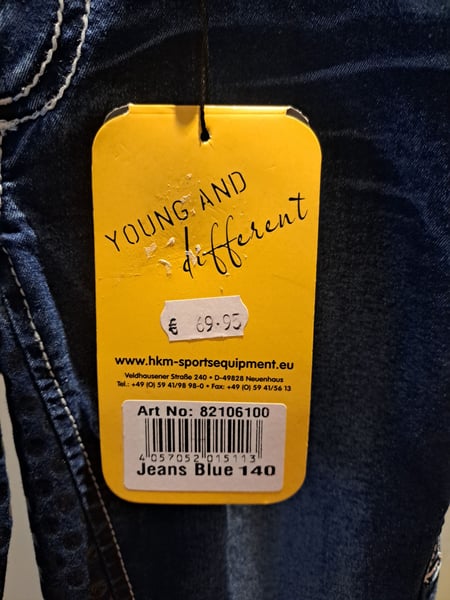 YOUNG AND
different
€ 69.95
www.hkm-sportsequipment.eu
Veldhausener Straße 240 • D-49828 Neuenhaus
Tel.: +49 (0) 59 41/98 98-0 • Fax: +49 (0) 59 41/56 13
Art No: 82106100
4 057052 015113
Jeans Blue 140